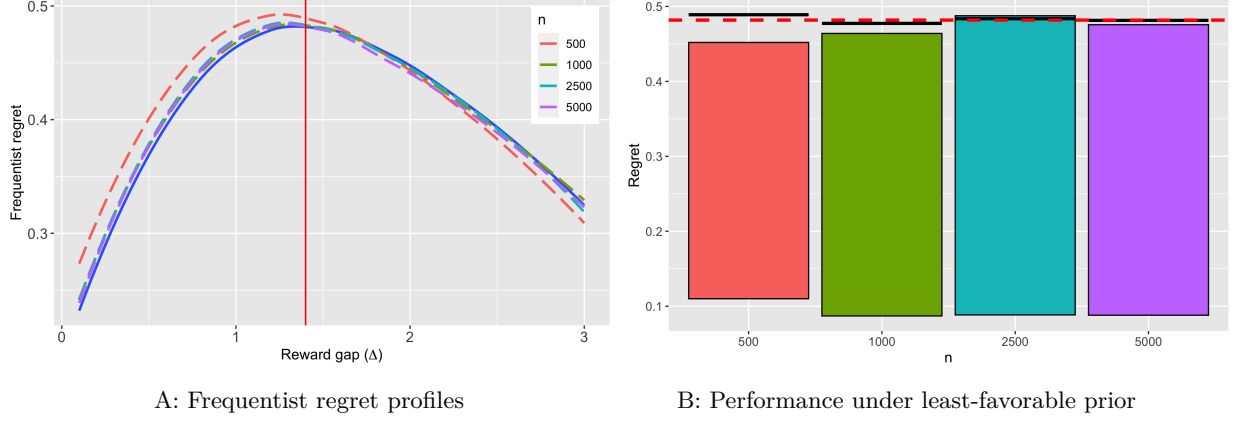 0.5
0.4
0.3
Frequentist regret
0
1
2
3
Reward gap (Δ)
n
500
1000
2500
5000
A: Frequentist regret profiles
0.5
0.4
0.3
0.2
0.1
Regret
500
1000
2500
5000
n
B: Performance under least-favorable prior